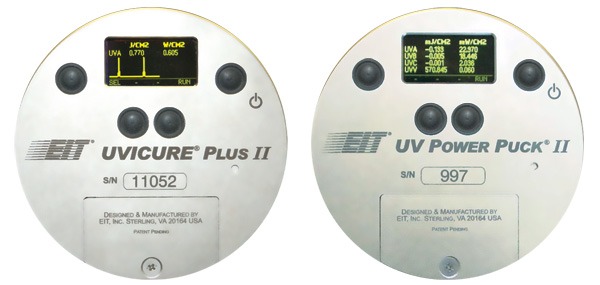 J/CM2 W/CM2
UVA 0.770 0.605
SEL - - RUN
EIT® UVICURE® PLUS II
S/N 11052
DESIGNED & MANUFACTURED BY
EIT, INC. STERLING, VA 20164 USA
PATENT PENDING
mJ/CM2 mW/CM2
UVA -0.133 22.970
UVB -0.005 18.446
UVC -0.001 2.036
UVV 570.845 0.060
RUN
EIT® UV POWER PUCK® II
S/N 997
DESIGNED & MANUFACTURED BY
EIT, INC. STERLING, VA 20164 USA
PATENT PENDING